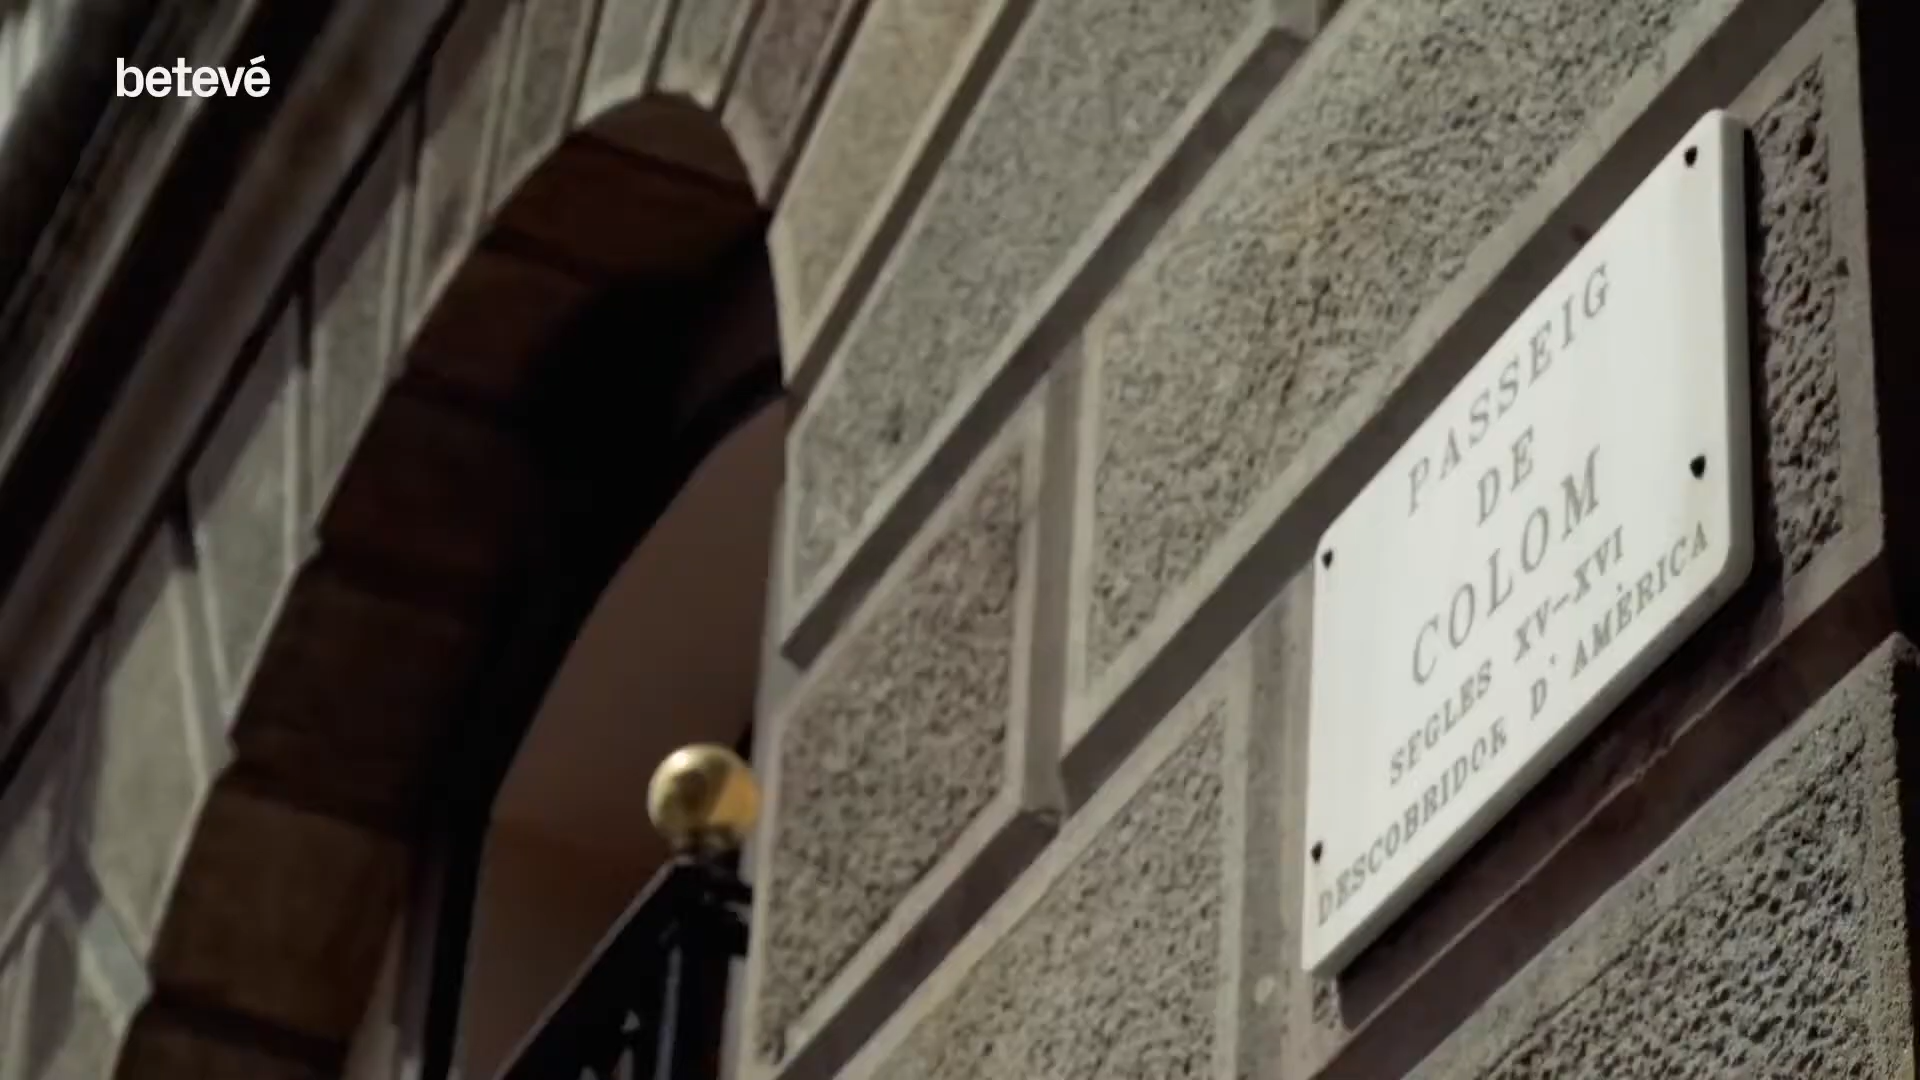 betevé
PASSEIG
DE
COLOM
SEGLES XV-XVI
DESCOBRIDOR D'AMÈRICA